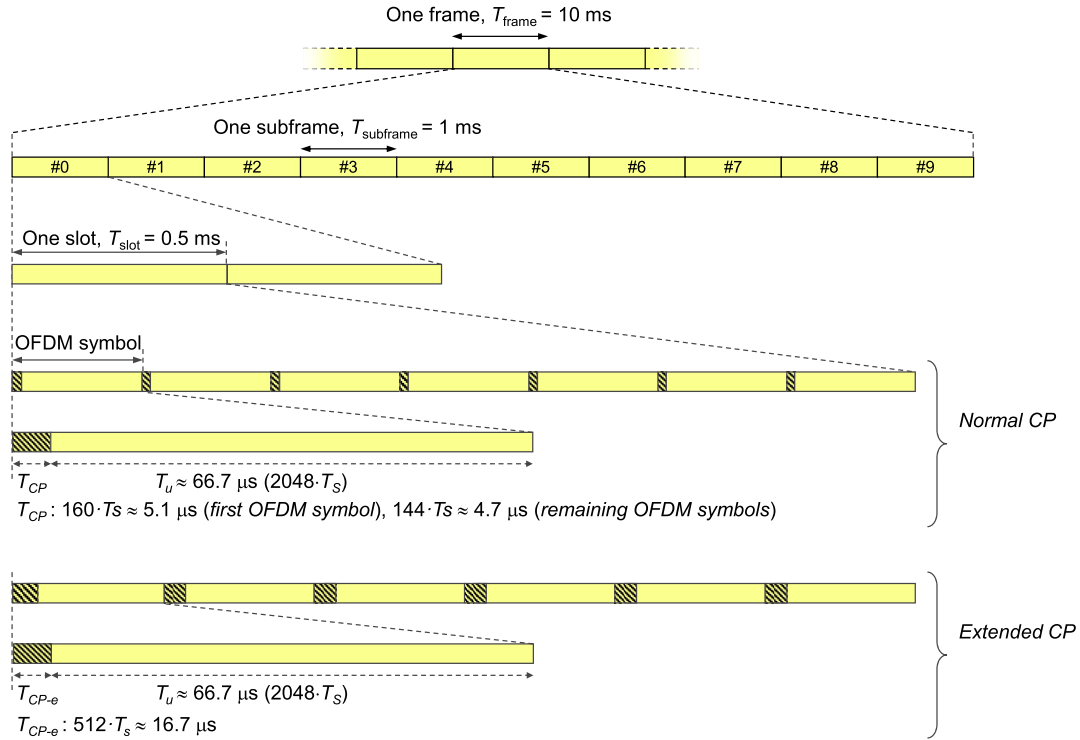 One frame, Tframe = 10 ms
One subframe, Tsubframe = 1 ms
#0 #1 #2 #3 #4 #5 #6 #7 #8 #9
One slot, Tslot = 0.5 ms
OFDM symbol
Normal CP
TCP Tu ≈ 66.7 μs (2048·TS)
TCP : 160·Ts ≈ 5.1 μs (first OFDM symbol), 144·Ts ≈ 4.7 μs (remaining OFDM symbols)
Extended CP
TCP-e Tu ≈ 66.7 μs (2048·TS)
TCP-e : 512·Ts ≈ 16.7 μs